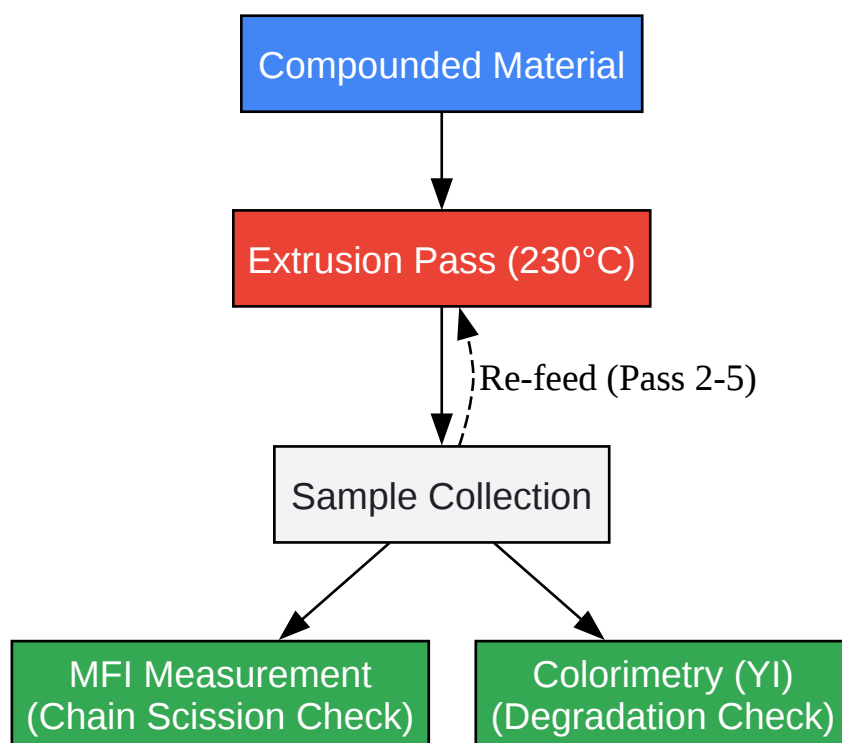 Compounded Material
Extrusion Pass (230°C)
Re-feed (Pass 2-5)
Sample Collection
MFI Measurement
(Chain Scission Check)
Colorimetry (YI)
(Degradation Check)